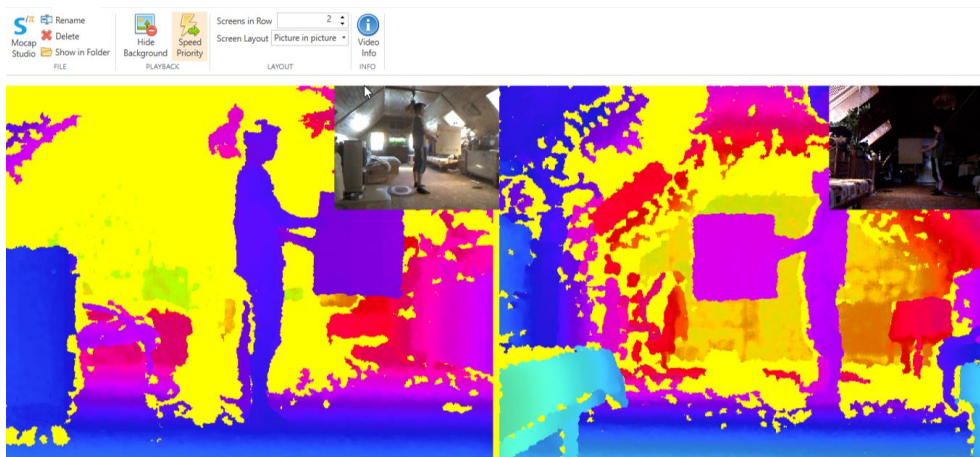 S/π
Mocap
Studio
Rename
Delete
Show in Folder
FILE
Hide
Background
Speed
Priority
PLAYBACK
Screens in Row 2
Screen Layout Picture in picture
LAYOUT
Video
Info
INFO